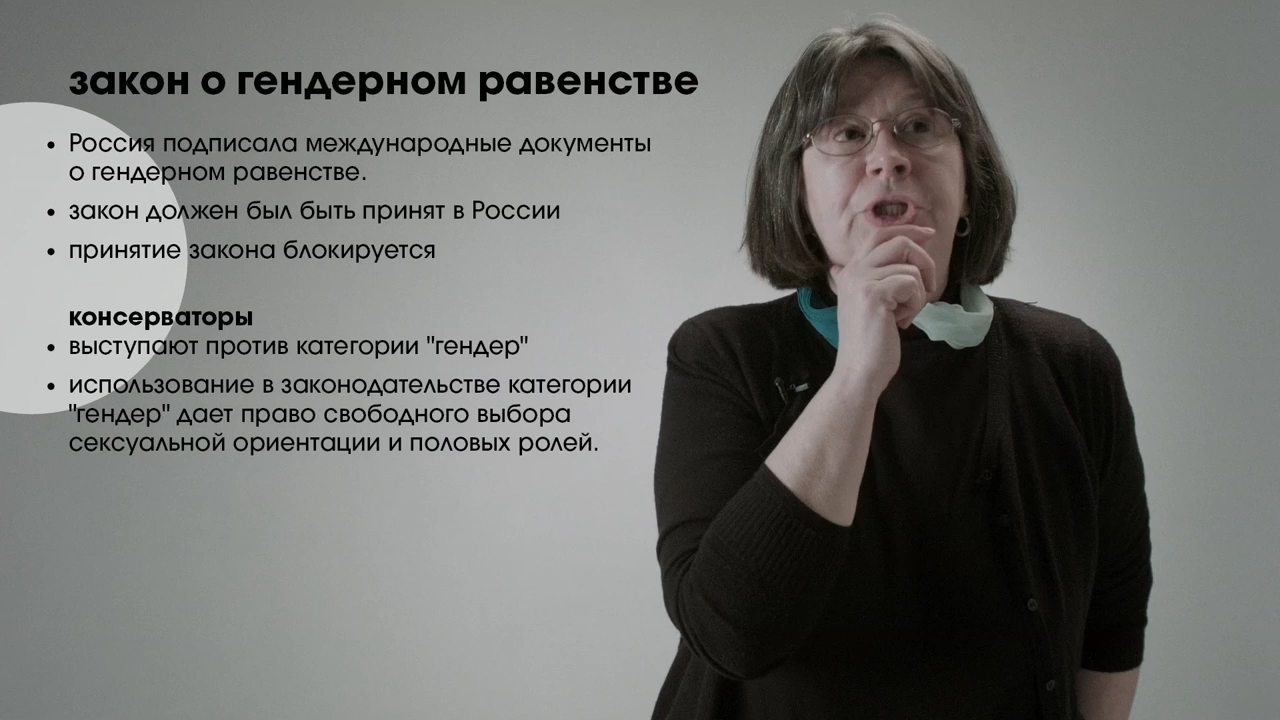 закон о гендерном равенстве
• Россия подписала международные документы
о гендерном равенстве.
• закон должен был быть принят в России
• принятие закона блокируется
консерваторы
• выступают против категории "гендер"
• использование в законодательстве категории
"гендер" дает право свободного выбора
сексуальной ориентации и половых ролей.